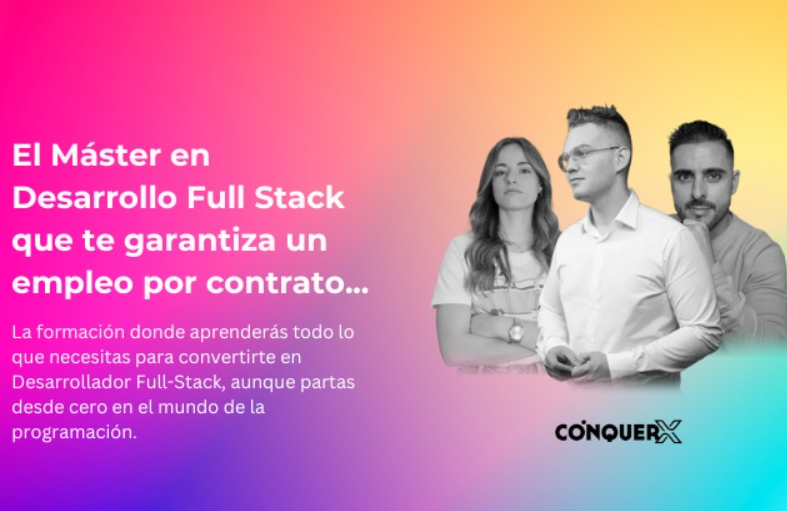 El Máster en
Desarrollo Full Stack
que te garantiza un
empleo por contrato...
La formación donde aprenderás todo lo
que necesitas para convertirte en
Desarrollador Full-Stack, aunque partas
desde cero en el mundo de la
programación.
CONQUERX